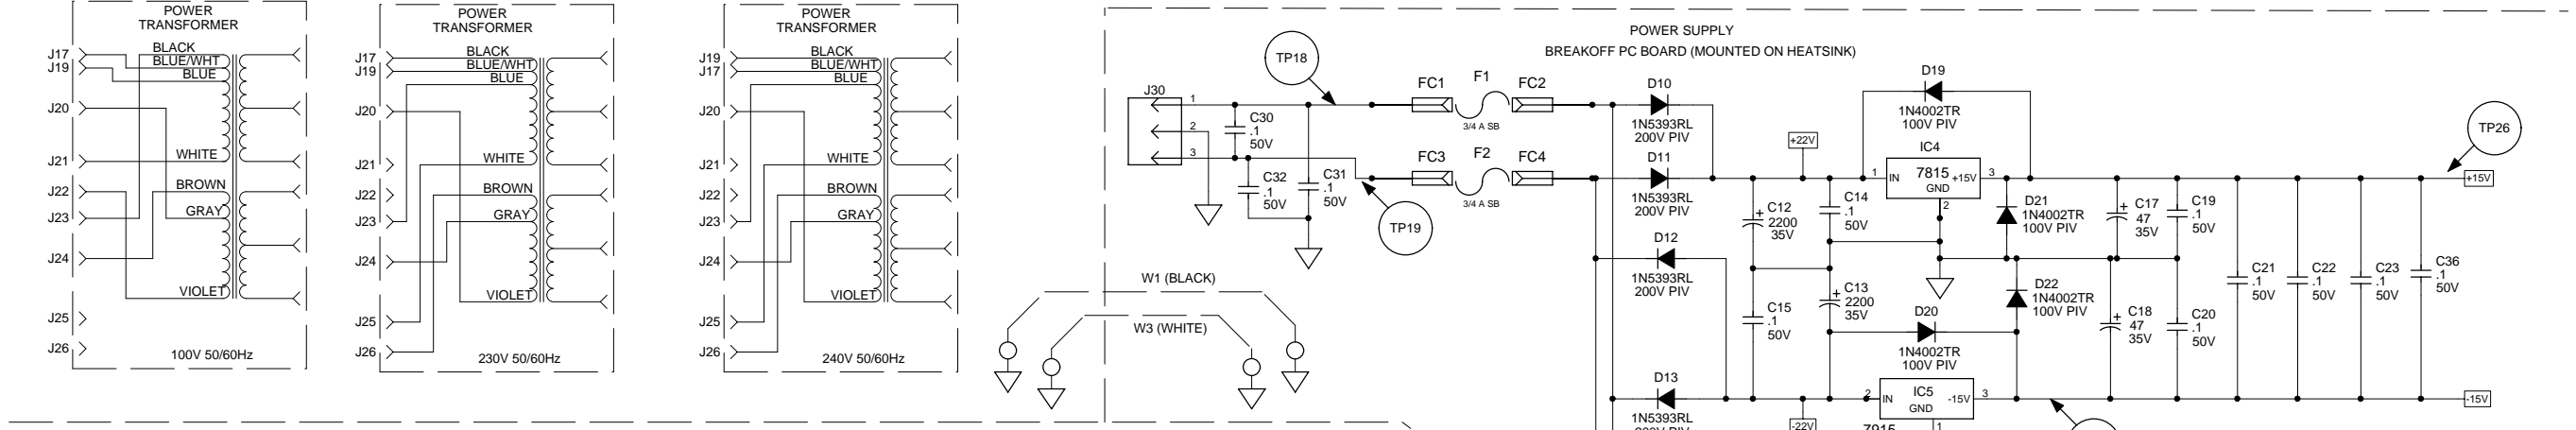 POWER
TRANSFORMER
J17
J19
J20
J21
J22
J23
J24
J25
J26
BLACK
BLUE/WHT
BLUE
WHITE
BROWN
GRAY
VIOLET
100V 50/60Hz
POWER
TRANSFORMER
J17
J19
J20
J21
J22
J23
J24
J25
J26
BLACK
BLUE/WHT
BLUE
WHITE
BROWN
GRAY
VIOLET
230V 50/60Hz
POWER
TRANSFORMER
J19
J17
J20
J21
J22
J23
J24
J25
J26
BLACK
BLUE/WHT
BLUE
WHITE
BROWN
GRAY
VIOLET
240V 50/60Hz
POWER SUPPLY
BREAKOFF PC BOARD (MOUNTED ON HEATSINK)
TP18
J30
1
2
3
C30
.1
50V
C32
.1
50V
C31
.1
50V
TP19
FC1
F1
FC2
3/4 A SB
FC3
F2
FC4
3/4 A SB
W1 (BLACK)
W3 (WHITE)
D10
1N5393RL
200V PIV
D11
1N5393RL
200V PIV
D12
1N5393RL
200V PIV
D13
1N5393RL
+22V
C12
+
2200
35V
C14
.1
50V
C15
.1
50V
C13
+
2200
35V
-22V
D19
1N4002TR
100V PIV
IC4
7815
IN
+15V
GND
1
3
2
D21
1N4002TR
100V PIV
D22
1N4002TR
100V PIV
D20
1N4002TR
100V PIV
IC5
IN
-15V
GND
2
3
1
7915
C17
+
47
35V
C19
.1
50V
C18
+
47
35V
C20
.1
50V
C21
.1
50V
C22
.1
50V
C23
.1
50V
C36
.1
50V
TP26
+15V
-15V